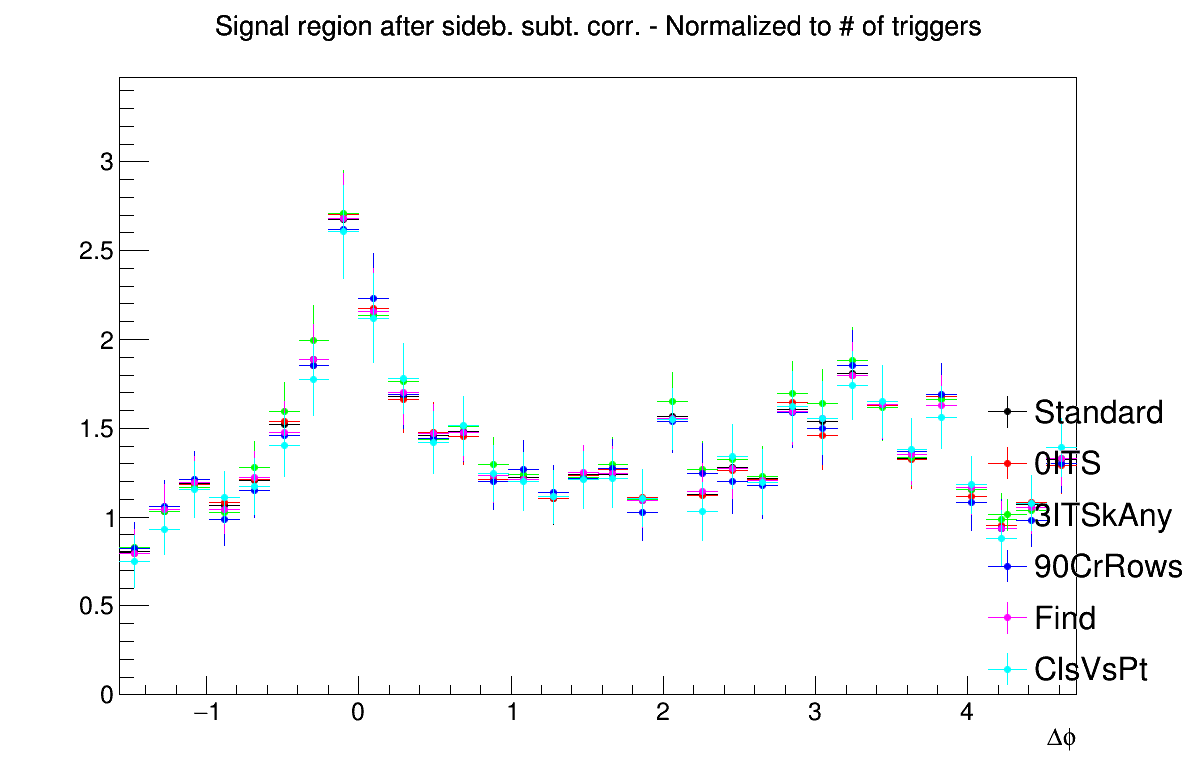 Signal region after sideb. subt. corr. - Normalized to # of triggers
3
2.5
2
1.5
1
0.5
0
−1
0
1
2
3
4
Δϕ
Standard
0ITS
3ITSkAny
90CrRows
Find
ClsVsPt